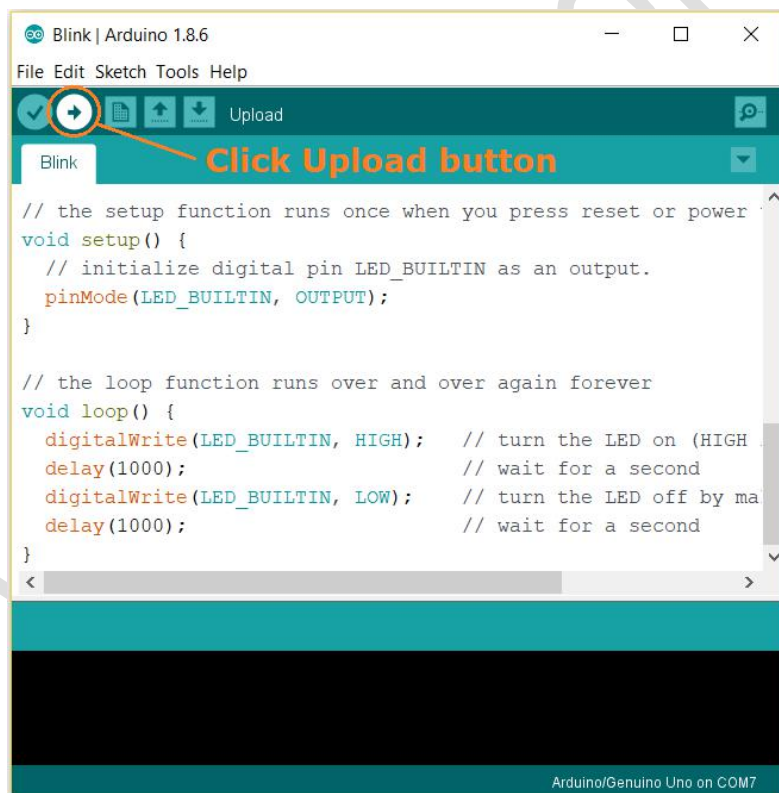 Blink | Arduino 1.8.6
File Edit Sketch Tools Help
Upload
Click Upload button
Blink
// the setup function runs once when you press reset or power
void setup() {
  // initialize digital pin LED_BUILTIN as an output.
  pinMode(LED_BUILTIN, OUTPUT);
}
// the loop function runs over and over again forever
void loop() {
  digitalWrite(LED_BUILTIN, HIGH);   // turn the LED on (HIGH
  delay(1000);                       // wait for a second
  digitalWrite(LED_BUILTIN, LOW);    // turn the LED off by ma
  delay(1000);                       // wait for a second
}
Arduino/Genuino Uno on COM7